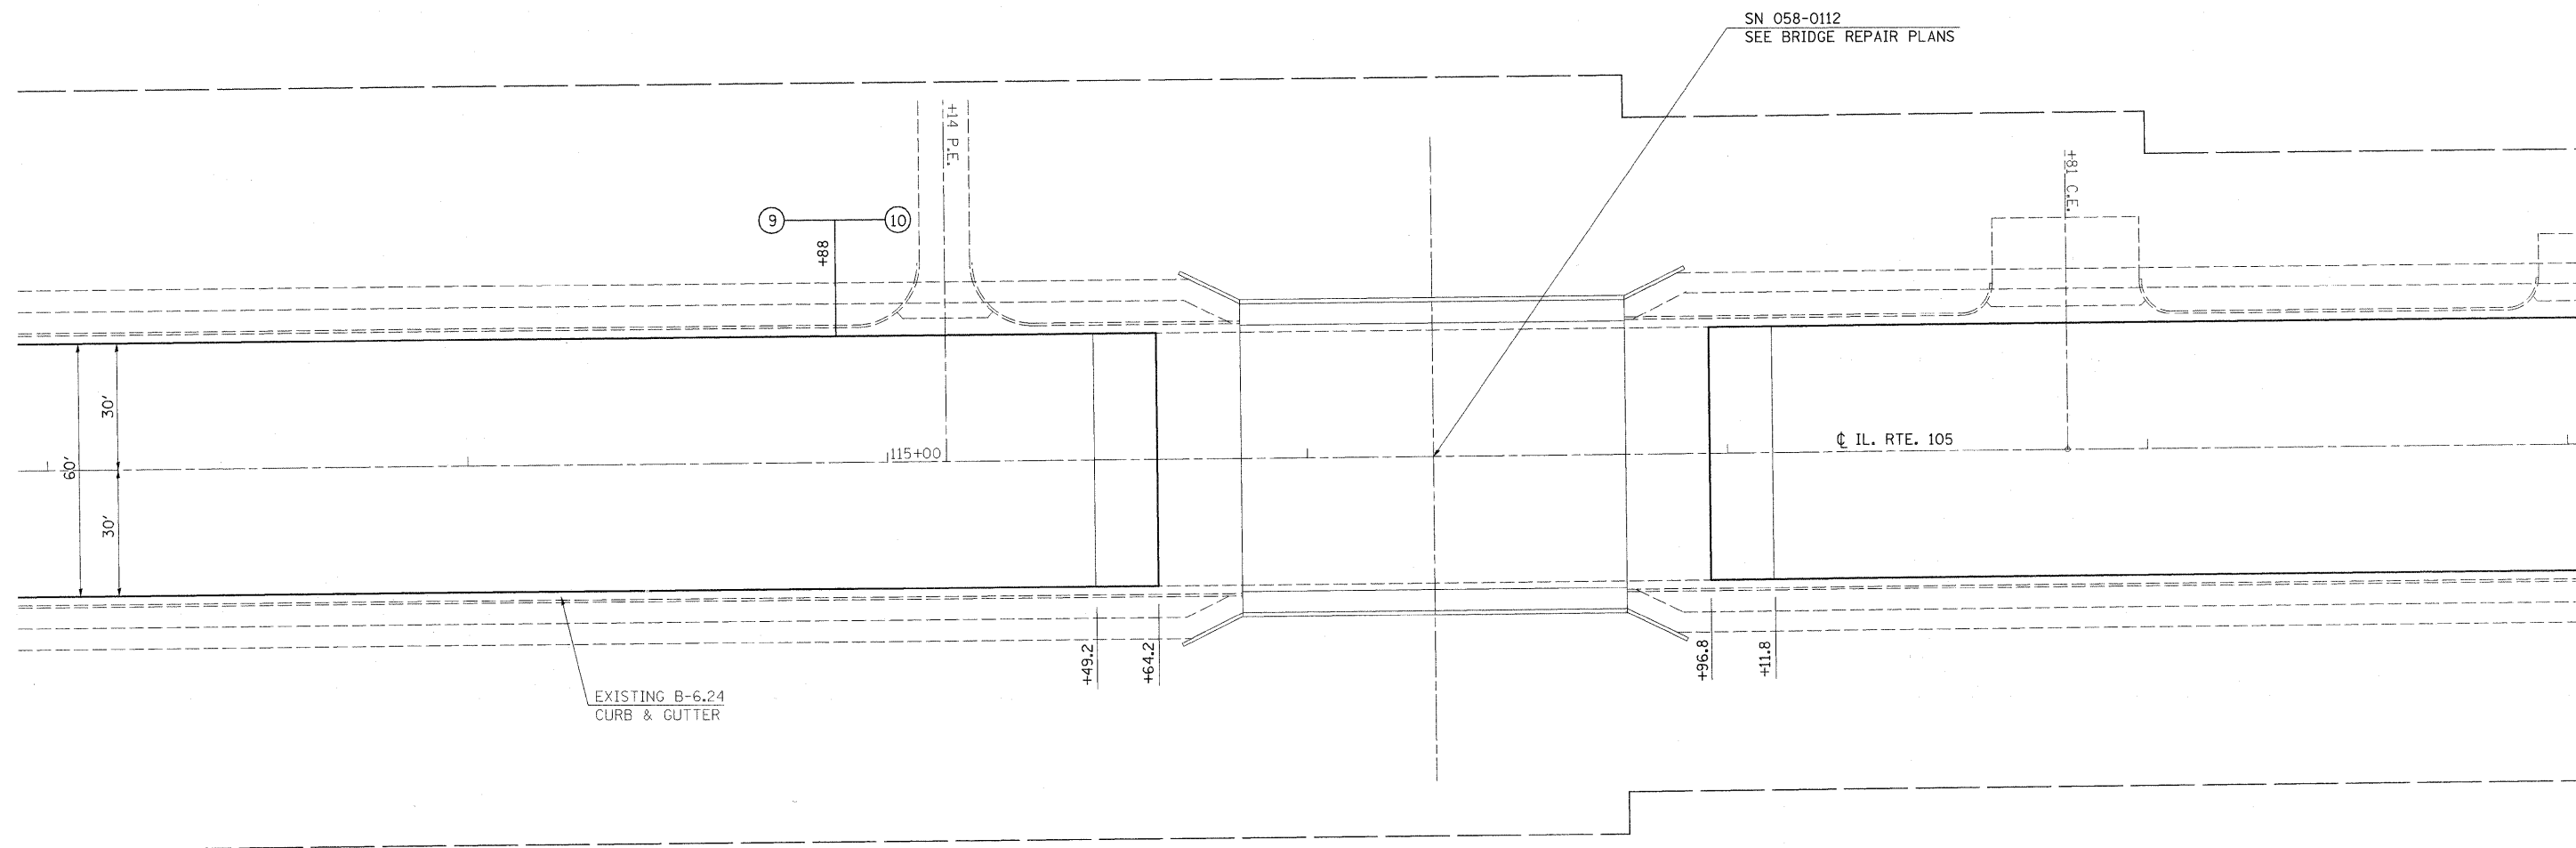 SN 058-0112
SEE BRIDGE REPAIR PLANS
+14 P.E.
+81 C.E.
9
10
+88
30'
60'
30'
115+00
℄ IL. RTE. 105
+49.2
+64.2
+96.8
+11.8
EXISTING B-6.24
CURB & GUTTER